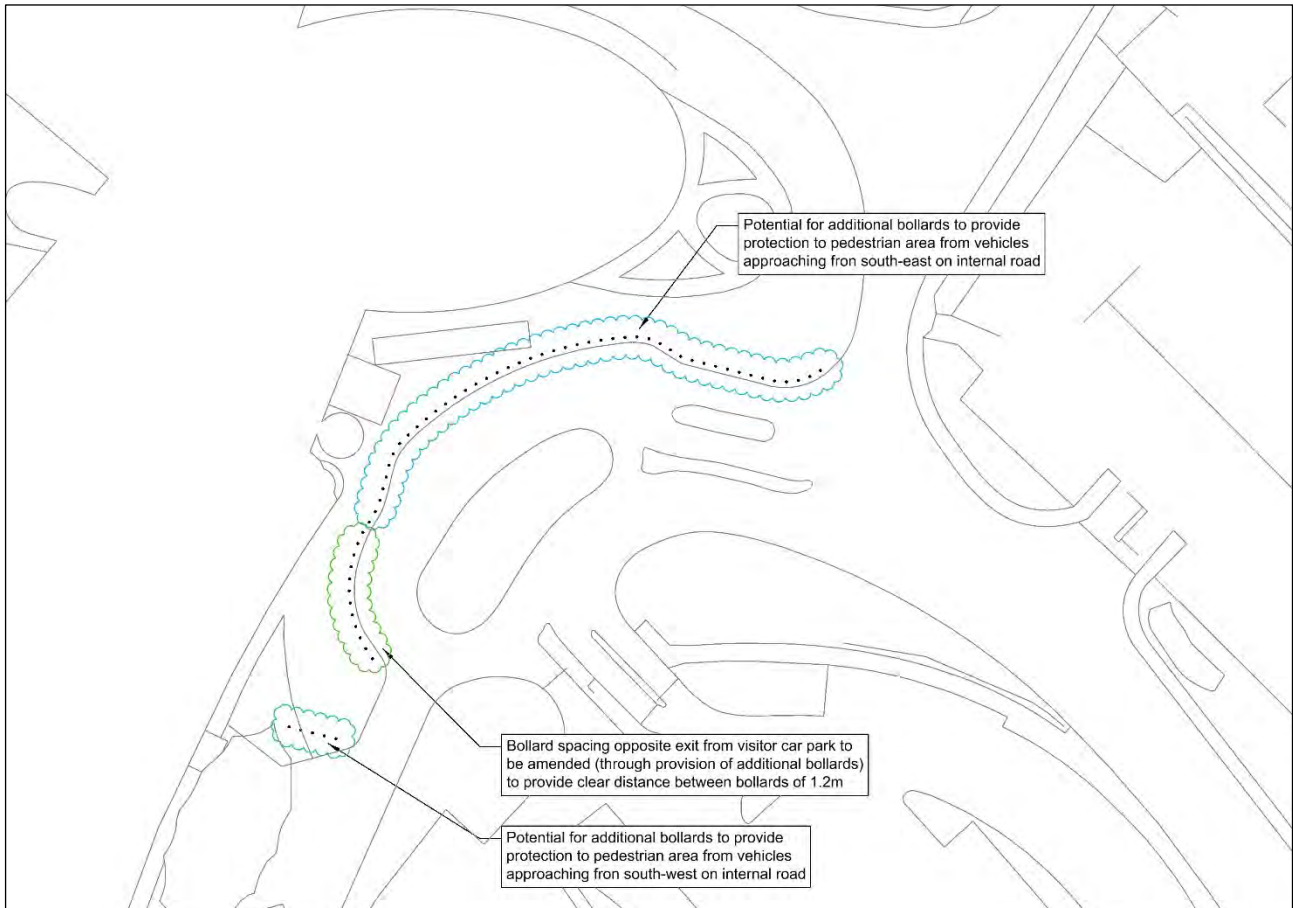 Potential for additional bollards to provide
protection to pedestrian area from vehicles
approaching fron south-east on internal road
Bollard spacing opposite exit from visitor car park to
be amended (through provision of additional bollards)
to provide clear distance between bollards of 1.2m
Potential for additional bollards to provide
protection to pedestrian area from vehicles
approaching fron south-west on internal road